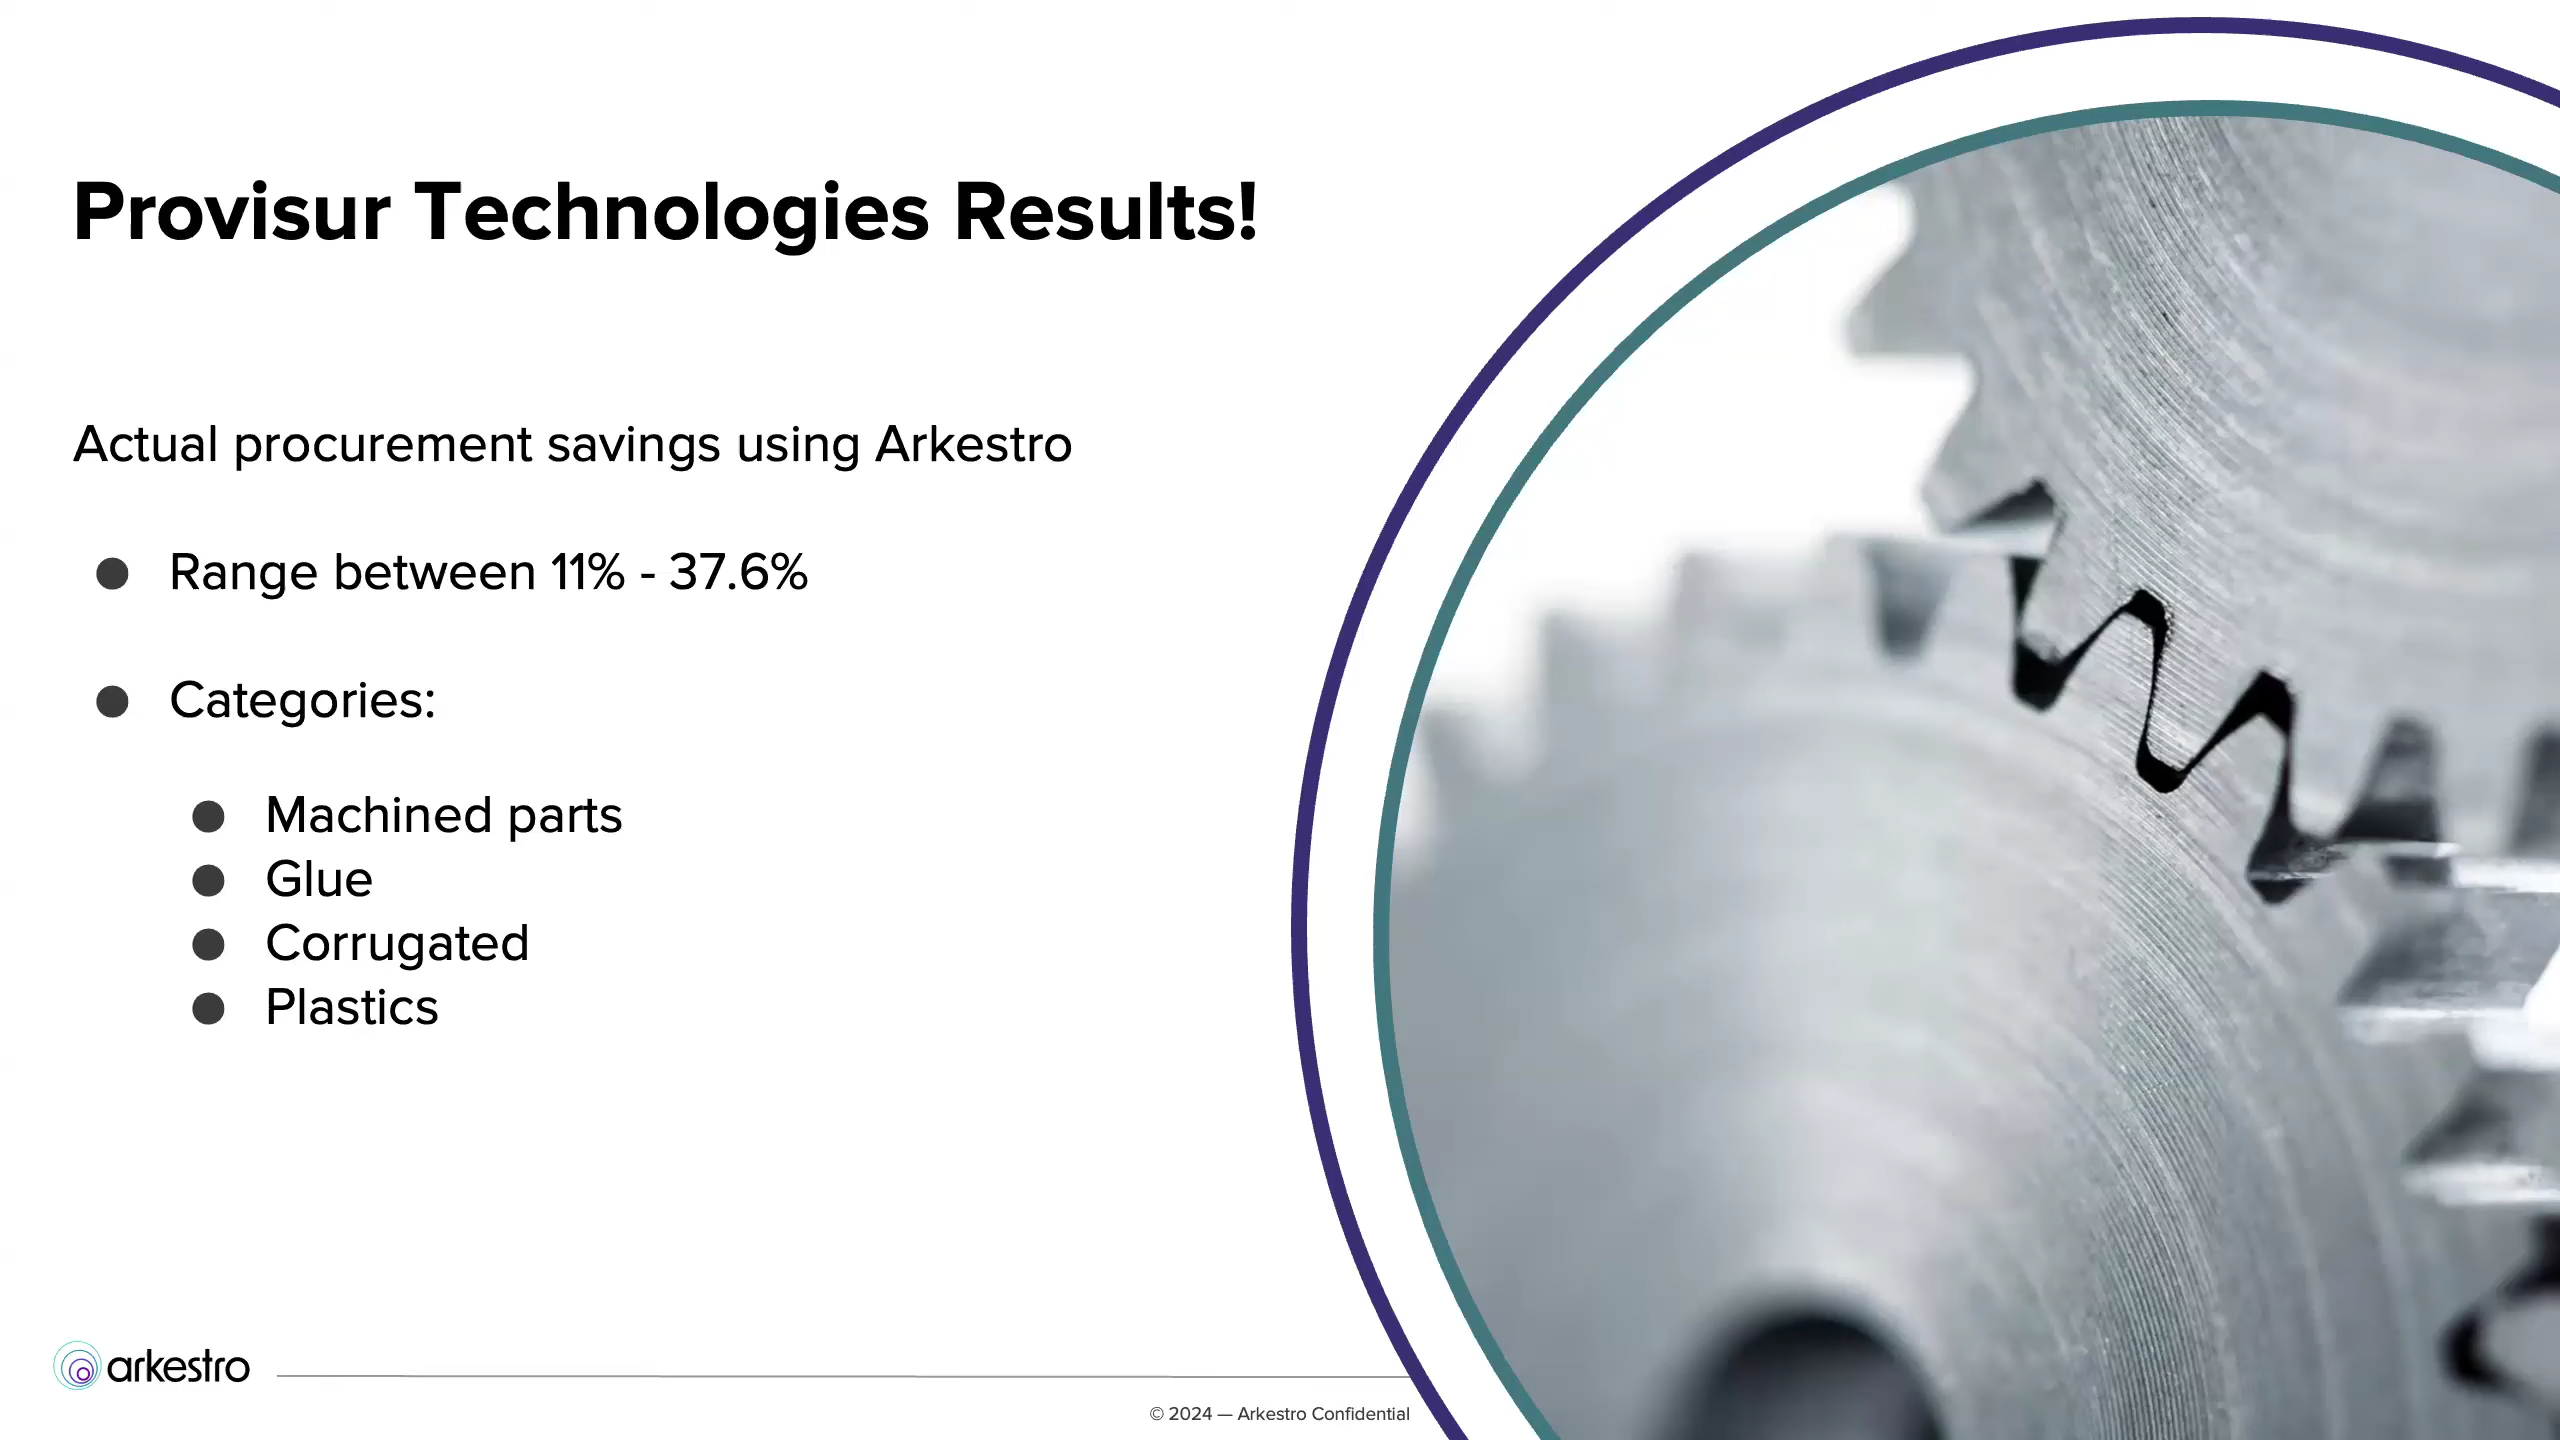 Provisur Technologies Results!
Actual procurement savings using Arkestro
● Range between 11% - 37.6%
● Categories:
● Machined parts
● Glue
● Corrugated
● Plastics
arkestro
© 2024 — Arkestro Confidential